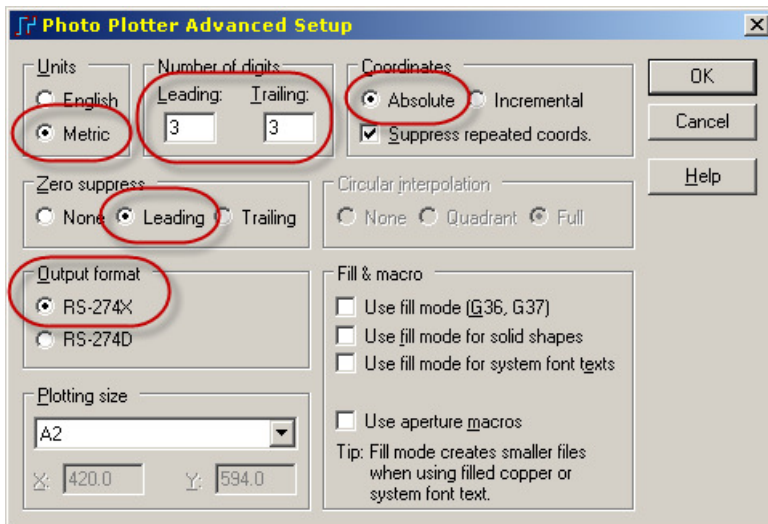 Photo Plotter Advanced Setup
Units
English
Metric
Number of digits
Leading: Trailing:
3 3
Coordinates
Absolute Incremental
Suppress repeated coords.
OK
Cancel
Help
Zero suppress
None Leading Trailing
Circular interpolation
None Quadrant Full
Output format
RS-274X
RS-274D
Fill & macro
Use fill mode (G36, G37)
Use fill mode for solid shapes
Use fill mode for system font texts
Use aperture macros
Tip: Fill mode creates smaller files
when using filled copper or
system font text.
Plotting size
A2
X: 420.0 Y: 594.0